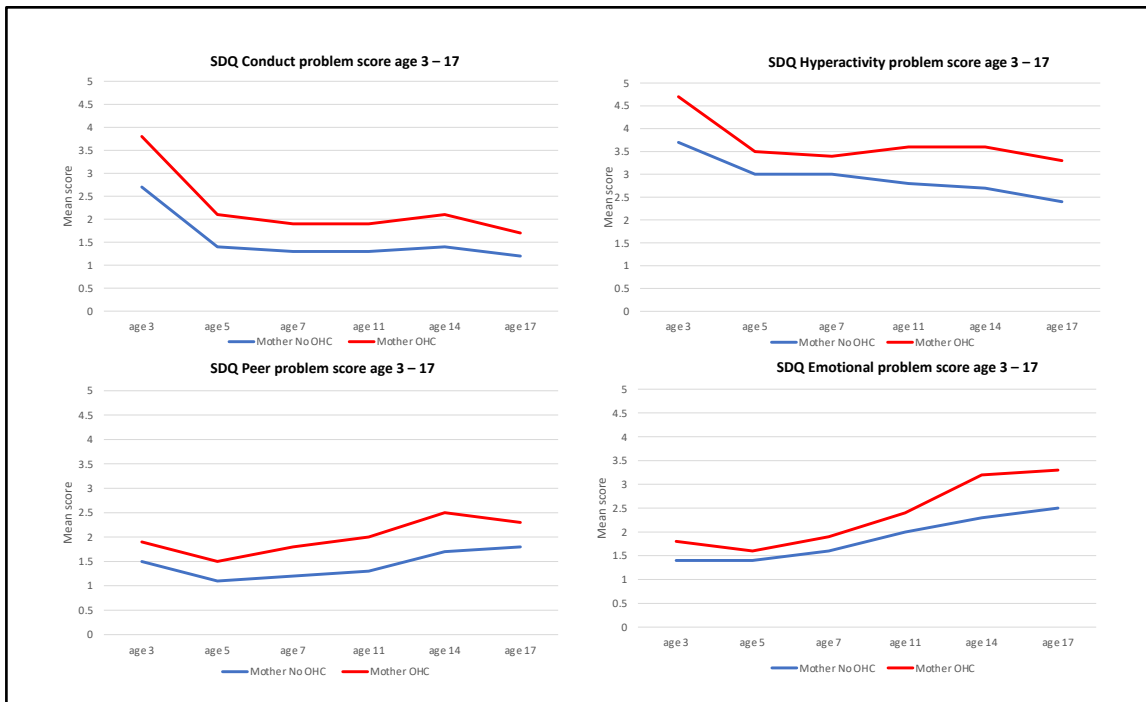 SDQ Conduct problem score age 3 – 17
5
4.5
4
3.5
3
2.5
2
1.5
1
0.5
0
Mean score
age 3 age 5 age 7 age 11 age 14 age 17
Mother No OHC Mother OHC
SDQ Hyperactivity problem score age 3 – 17
5
4.5
4
3.5
3
2.5
2
1.5
1
0.5
0
Mean score
age 3 age 5 age 7 age 11 age 14 age 17
Mother No OHC Mother OHC
SDQ Peer problem score age 3 – 17
5
4.5
4
3.5
3
2.5
2
1.5
1
0.5
0
Mean score
age 3 age 5 age 7 age 11 age 14 age 17
Mother No OHC Mother OHC
SDQ Emotional problem score age 3 – 17
5
4.5
4
3.5
3
2.5
2
1.5
1
0.5
0
Mean score
age 3 age 5 age 7 age 11 age 14 age 17
Mother No OHC Mother OHC